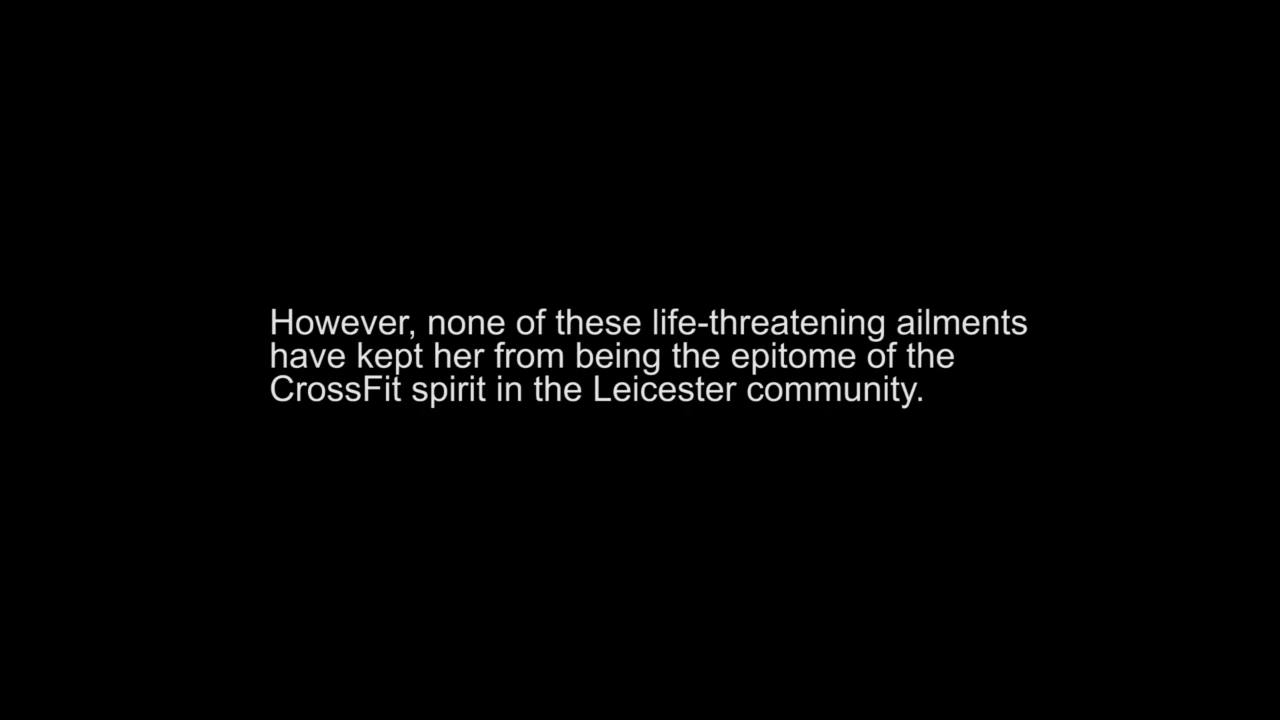 However, none of these life-threatening ailments
have kept her from being the epitome of the
CrossFit spirit in the Leicester community.